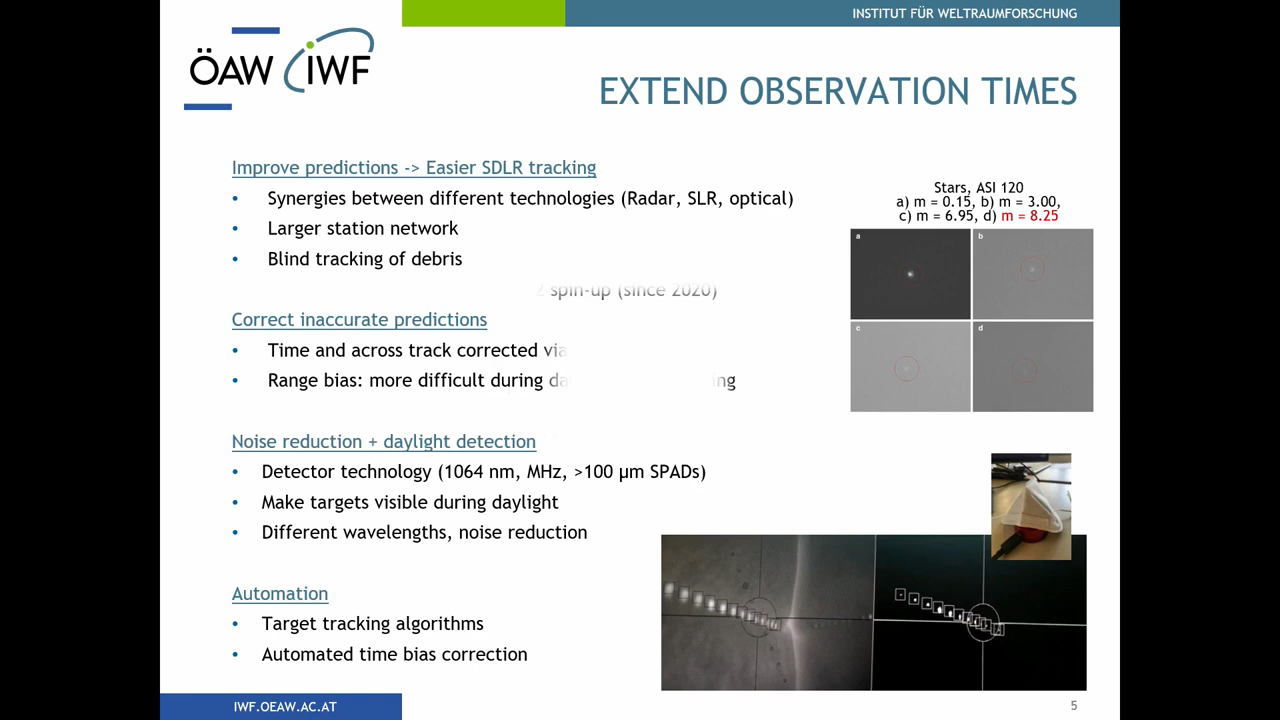 INSTITUT FÜR WELTRAUMFORSCHUNG
ÖAW IWF
EXTEND OBSERVATION TIMES
Improve predictions -> Easier SDLR tracking
• Synergies between different technologies (Radar, SLR, optical)
• Larger station network
• Blind tracking of debris
spin-up (since 2020)
Correct inaccurate predictions
• Time and across track corrected via
• Range bias: more difficult during
Noise reduction + daylight detection
• Detector technology (1064 nm, MHz, >100 µm SPADs)
• Make targets visible during daylight
• Different wavelengths, noise reduction
Automation
• Target tracking algorithms
• Automated time bias correction
Stars, ASI 120
a) m = 0.15, b) m = 3.00,
c) m = 6.95, d) m = 8.25
a
b
c
d
IWF.OEAW.AC.AT
5